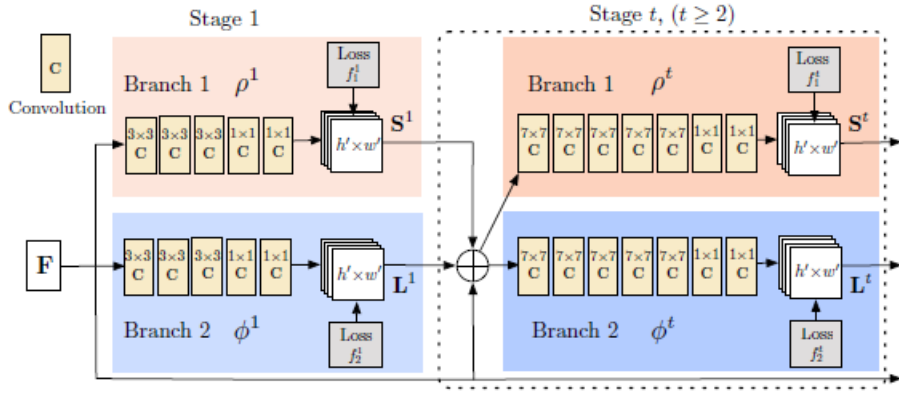 Stage 1
Stage t, (t ≥ 2)
C
Convolution
Branch 1 ρ¹
Loss
f₁¹
3×3 C 3×3 C 3×3 C 1×1 C 1×1 C
h′×w′
S¹
Branch 1 ρᵗ
Loss
f₁ᵗ
7×7 C 7×7 C 7×7 C 7×7 C 7×7 C 1×1 C 1×1 C
h′×w′
Sᵗ
F
3×3 C 3×3 C 3×3 C 1×1 C 1×1 C
h′×w′
L¹
Branch 2 ϕ¹
Loss
f₂¹
7×7 C 7×7 C 7×7 C 7×7 C 7×7 C 1×1 C 1×1 C
h′×w′
Lᵗ
Branch 2 ϕᵗ
Loss
f₂ᵗ